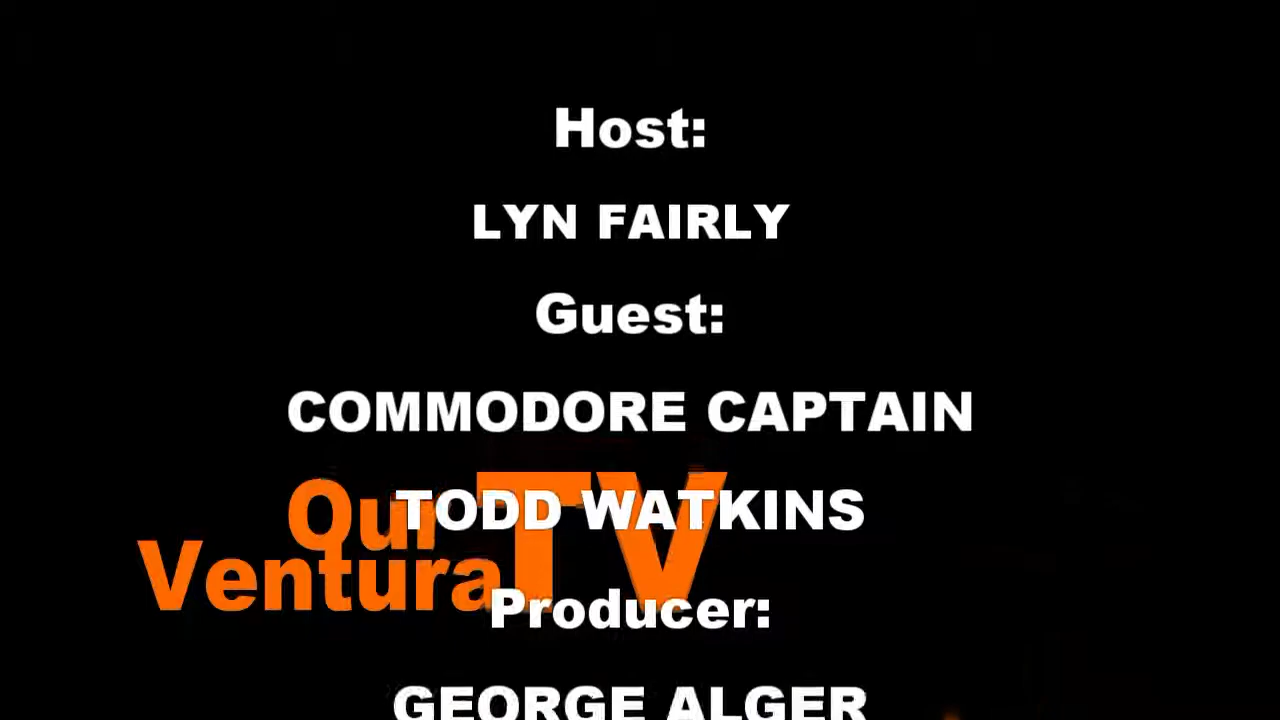 Host:
LYN FAIRLY
Guest:
COMMODORE CAPTAIN
TODD WATKINS
Our TV
Ventura
Producer:
GEORGE ALGER